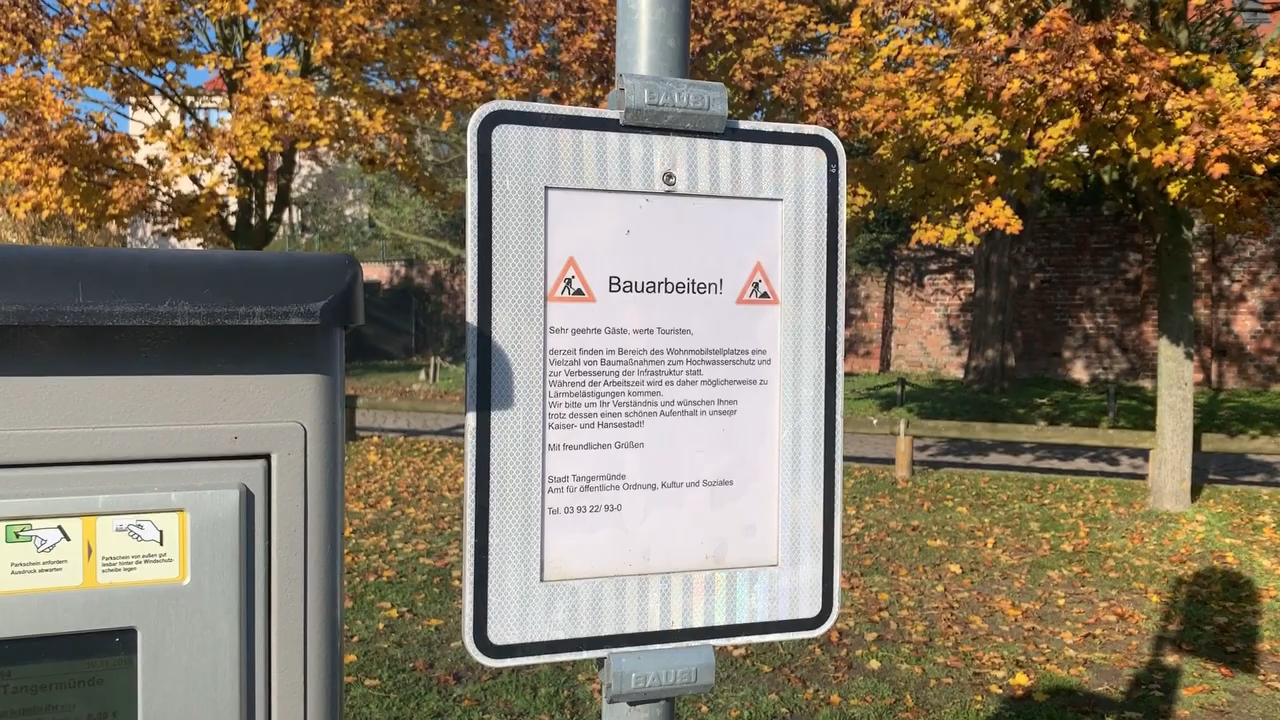 BAUSI
Bauarbeiten!
Sehr geehrte Gäste, werte Touristen,
derzeit finden im Bereich des Wohnmobilstellplatzes eine
Vielzahl von Baumaßnahmen zum Hochwasserschutz und
zur Verbesserung der Infrastruktur statt.
Während der Arbeitszeit wird es daher möglicherweise zu
Lärmbelästigungen kommen.
Wir bitte um Ihr Verständnis und wünschen Ihnen
trotz dessen einen schönen Aufenthalt in unserer
Kaiser- und Hansestadt!
Mit freundlichen Grüßen
Stadt Tangermünde
Amt für öffentliche Ordnung, Kultur und Soziales
Tel. 03 93 22/ 93-0
BAUSI
Parkschein anfordern
Ausdruck abwarten
Parkschein von außen gut
lesbar hinter die Windschutz-
scheibe legen
Tangermünde